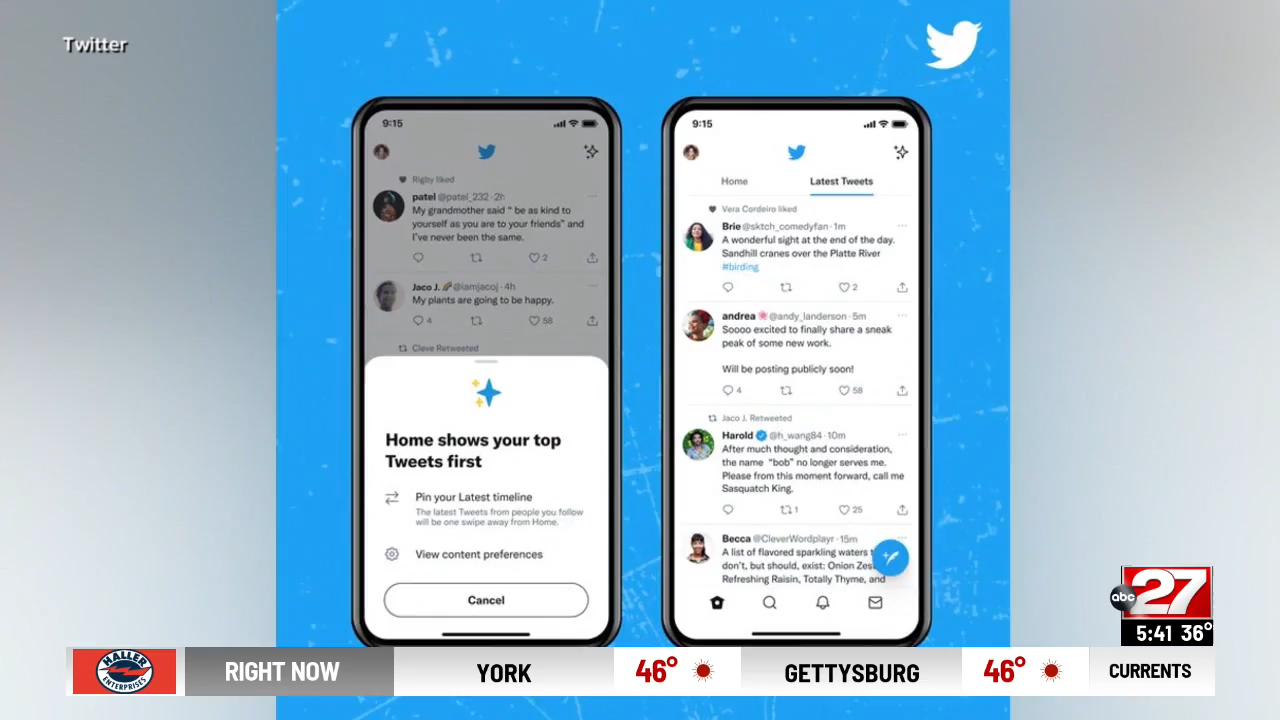 Twitter
9:15
Rigby liked
patel @patel_232 · 2h
My grandmother said “ be as kind to
yourself as you are to your friends” and
I’ve never been the same.
2
Jaco J. @iamjacoj · 4h
My plants are going to be happy.
4 58
Cleve Retweeted
Home shows your top
Tweets first
Pin your Latest timeline
The latest Tweets from people you follow
will be one swipe away from Home.
View content preferences
Cancel
9:15
Home Latest Tweets
Vera Cordeiro liked
Brie @sktch_comedyfan · 1m
A wonderful sight at the end of the day.
Sandhill cranes over the Platte River
#birding
2
andrea @andy_landerson · 5m
Soooo excited to finally share a sneak
peak of some new work.
Will be posting publicly soon!
4 58
Jaco J. Retweeted
Harold @h_wang84 · 10m
After much thought and consideration,
the name “bob” no longer serves me.
Please from this moment forward, call me
Sasquatch King.
1 25
Becca @CleverWordplayr · 15m
A list of flavored sparkling waters
don’t, but should, exist: Onion
Refreshing Raisin, Totally Thyme, and
abc 27
5:41 36°
HALLER
ENTERPRISES
RIGHT NOW YORK 46° GETTYSBURG 46° CURRENTS